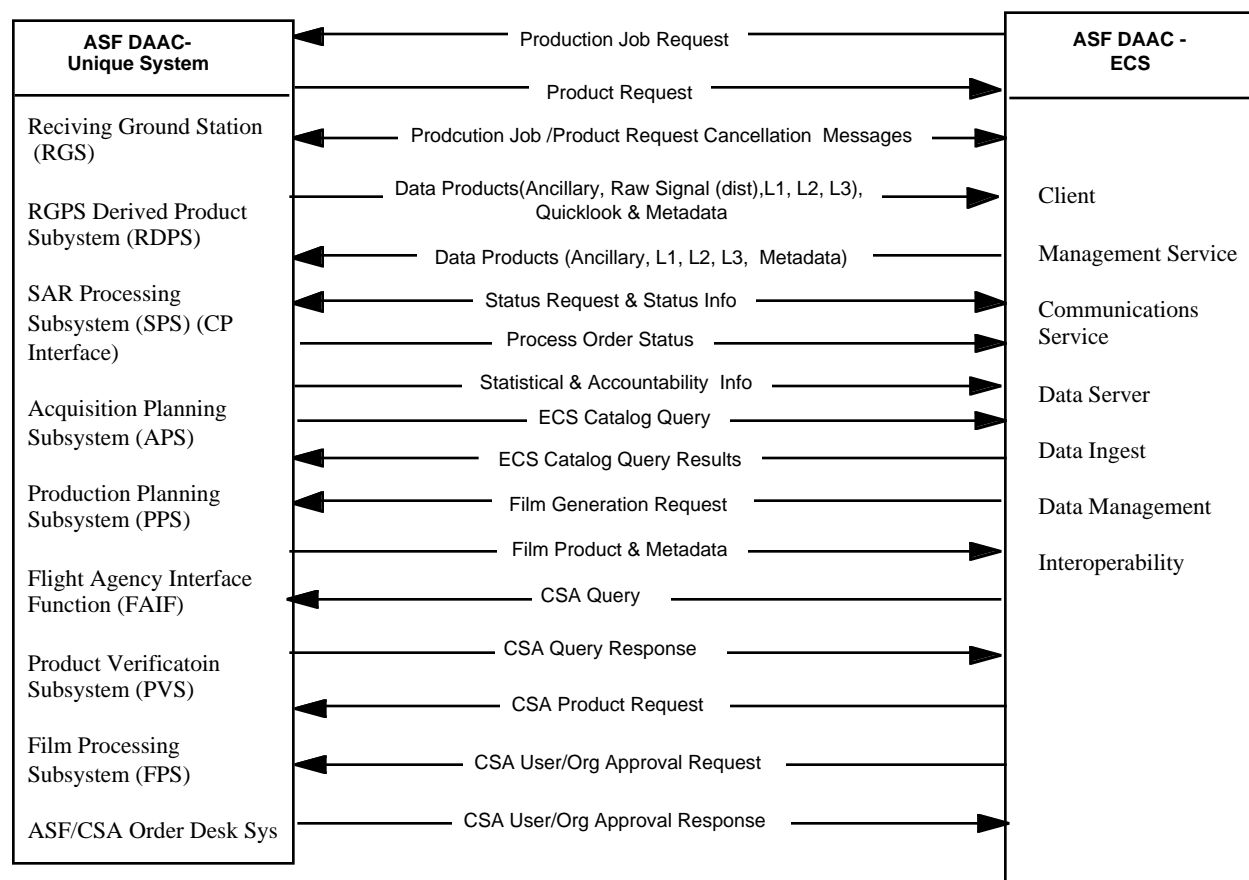 ASF DAAC-
Unique System
Reciving Ground Station
(RGS)
RGPS Derived Product
Subystem (RDPS)
SAR Processing
Subsystem (SPS) (CP
Interface)
Acquisition Planning
Subsystem (APS)
Production Planning
Subsystem (PPS)
Flight Agency Interface
Function (FAIF)
Product Verificatoin
Subsystem (PVS)
Film Processing
Subsystem (FPS)
ASF/CSA Order Desk Sys
Production Job Request
Product Request
Prodcution Job /Product Request Cancellation Messages
Data Products(Ancillary, Raw Signal (dist),L1, L2, L3),
Quicklook & Metadata
Data Products (Ancillary, L1, L2, L3, Metadata)
Status Request & Status Info
Process Order Status
Statistical & Accountability Info
ECS Catalog Query
ECS Catalog Query Results
Film Generation Request
Film Product & Metadata
CSA Query
CSA Query Response
CSA Product Request
CSA User/Org Approval Request
CSA User/Org Approval Response
ASF DAAC -
ECS
Client
Management Service
Communications
Service
Data Server
Data Ingest
Data Management
Interoperability